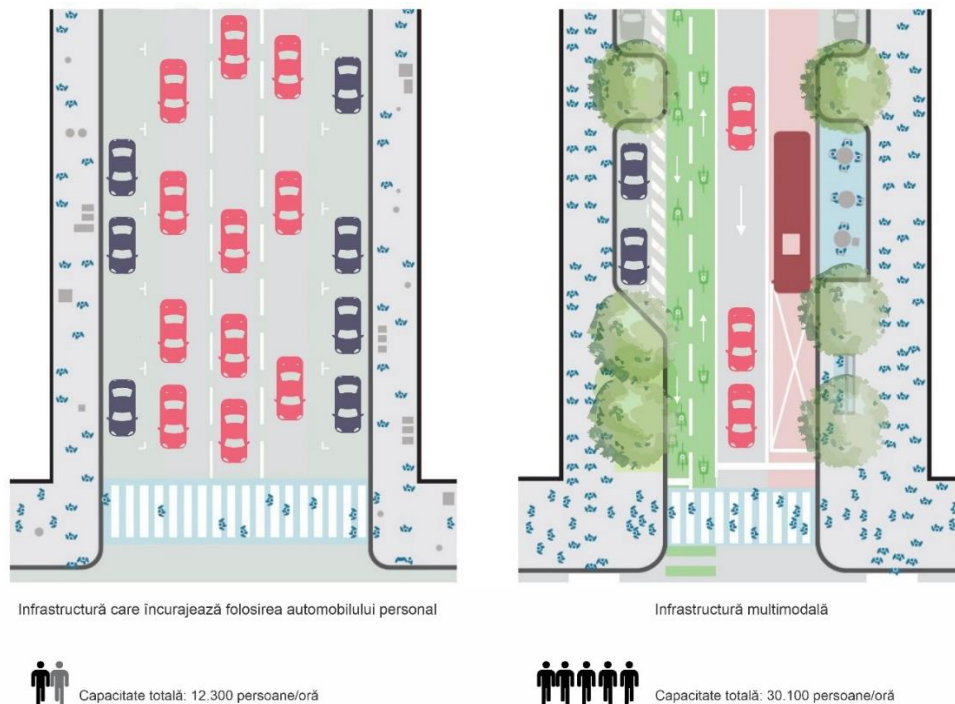 Infrastructură care încurajează folosirea automobilului personal
Infrastructură multimodală
Capacitate totală: 12.300 persoane/oră
Capacitate totală: 30.100 persoane/oră